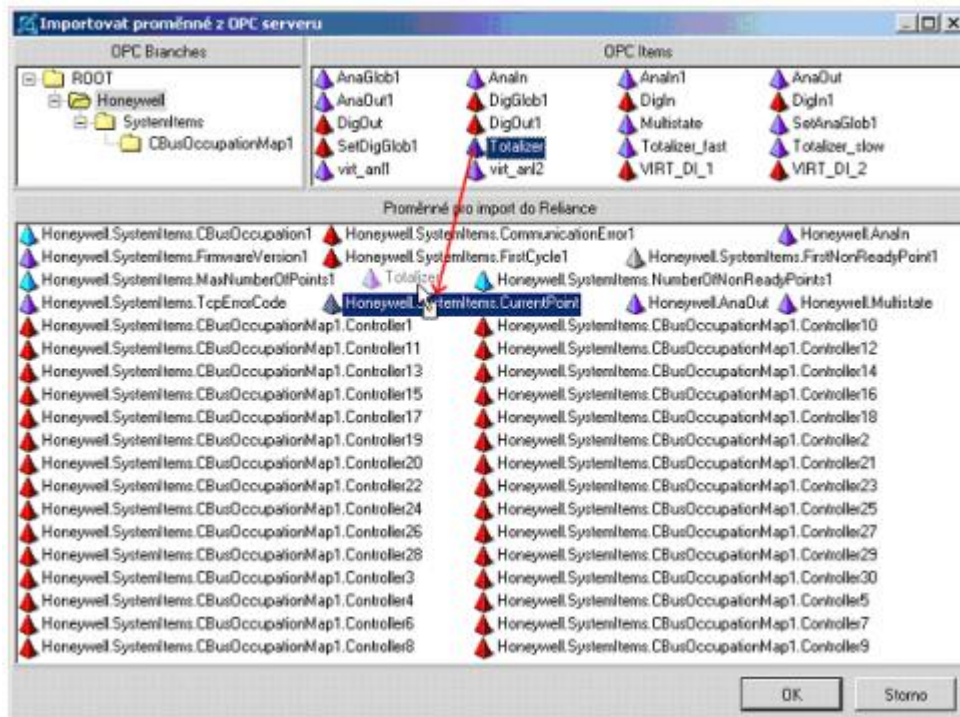 Importovat proměnné z OPC serveru
OPC Branches
OPC Items
ROOT
Honeywell
SystemItems
CBusOccupationMap1
AnaGlob1 AnaIn AnaIn1 AnaOut
AnaOut1 DigGlob1 DigIn DigIn1
DigOut DigOut1 Multistate SetAnaGlob1
SetDigGlob1 Totalizer Totalizer_fast Totalizer_slow
virt_anl1 virt_anl2 VIRT_DI_1 VIRT_DI_2
Proměnné pro import do Reliance
Honeywell.SystemItems.CBusOccupation1 Honeywell.SystemItems.CommunicationError1 Honeywell.AnaIn
Honeywell.SystemItems.FirmwareVersion1 Honeywell.SystemItems.FirstCycle1 Honeywell.SystemItems.FirstNonReadyPoint1
Honeywell.SystemItems.MaxNumberOfPoints1 Totalizer Honeywell.SystemItems.NumberOfNonReadyPoints1
Honeywell.SystemItems.TcpErrorCode Honeywell.SystemItems.CurrentPoint Honeywell.AnaOut Honeywell.Multistate
Honeywell.SystemItems.CBusOccupationMap1.Controller1 Honeywell.SystemItems.CBusOccupationMap1.Controller10
Honeywell.SystemItems.CBusOccupationMap1.Controller11 Honeywell.SystemItems.CBusOccupationMap1.Controller12
Honeywell.SystemItems.CBusOccupationMap1.Controller13 Honeywell.SystemItems.CBusOccupationMap1.Controller14
Honeywell.SystemItems.CBusOccupationMap1.Controller15 Honeywell.SystemItems.CBusOccupationMap1.Controller16
Honeywell.SystemItems.CBusOccupationMap1.Controller17 Honeywell.SystemItems.CBusOccupationMap1.Controller18
Honeywell.SystemItems.CBusOccupationMap1.Controller19 Honeywell.SystemItems.CBusOccupationMap1.Controller2
Honeywell.SystemItems.CBusOccupationMap1.Controller20 Honeywell.SystemItems.CBusOccupationMap1.Controller21
Honeywell.SystemItems.CBusOccupationMap1.Controller22 Honeywell.SystemItems.CBusOccupationMap1.Controller23
Honeywell.SystemItems.CBusOccupationMap1.Controller24 Honeywell.SystemItems.CBusOccupationMap1.Controller25
Honeywell.SystemItems.CBusOccupationMap1.Controller26 Honeywell.SystemItems.CBusOccupationMap1.Controller27
Honeywell.SystemItems.CBusOccupationMap1.Controller28 Honeywell.SystemItems.CBusOccupationMap1.Controller29
Honeywell.SystemItems.CBusOccupationMap1.Controller3 Honeywell.SystemItems.CBusOccupationMap1.Controller30
Honeywell.SystemItems.CBusOccupationMap1.Controller4 Honeywell.SystemItems.CBusOccupationMap1.Controller5
Honeywell.SystemItems.CBusOccupationMap1.Controller6 Honeywell.SystemItems.CBusOccupationMap1.Controller7
Honeywell.SystemItems.CBusOccupationMap1.Controller8 Honeywell.SystemItems.CBusOccupationMap1.Controller9
OK Storno